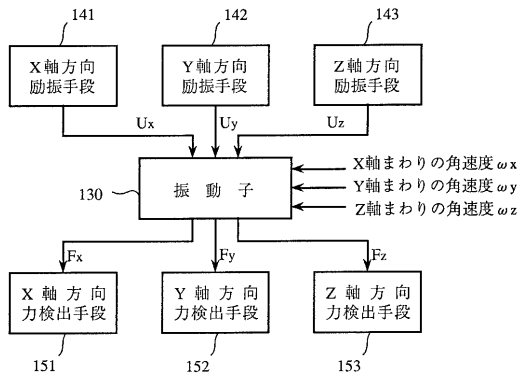 141
142
143
X軸方向
励振手段
Y軸方向
励振手段
Z軸方向
励振手段
Ux
Uy
Uz
130
振 動 子
X軸まわりの角速度ωx
Y軸まわりの角速度ωy
Z軸まわりの角速度ωz
Fx
Fy
Fz
X 軸 方 向
力検出手段
Y 軸 方 向
力検出手段
Z 軸 方 向
力検出手段
151
152
153